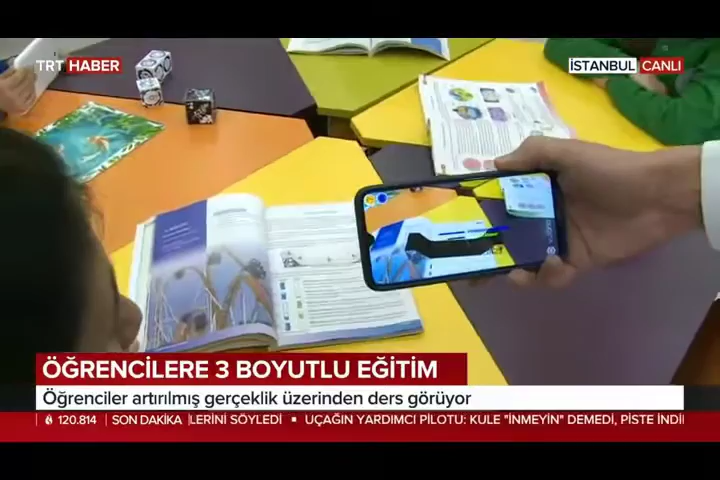 TRT HABER
İSTANBUL CANLI
ÖĞRENCİLERE 3 BOYUTLU EĞİTİM
Öğrenciler artırılmış gerçeklik üzerinden ders görüyor
120.814 SON DAKİKA LERİNİ SÖYLEDİ ▪ UÇAĞIN YARDIMCI PİLOTU: KULE "İNMEYİN" DEMEDİ, PİSTE İNDİ